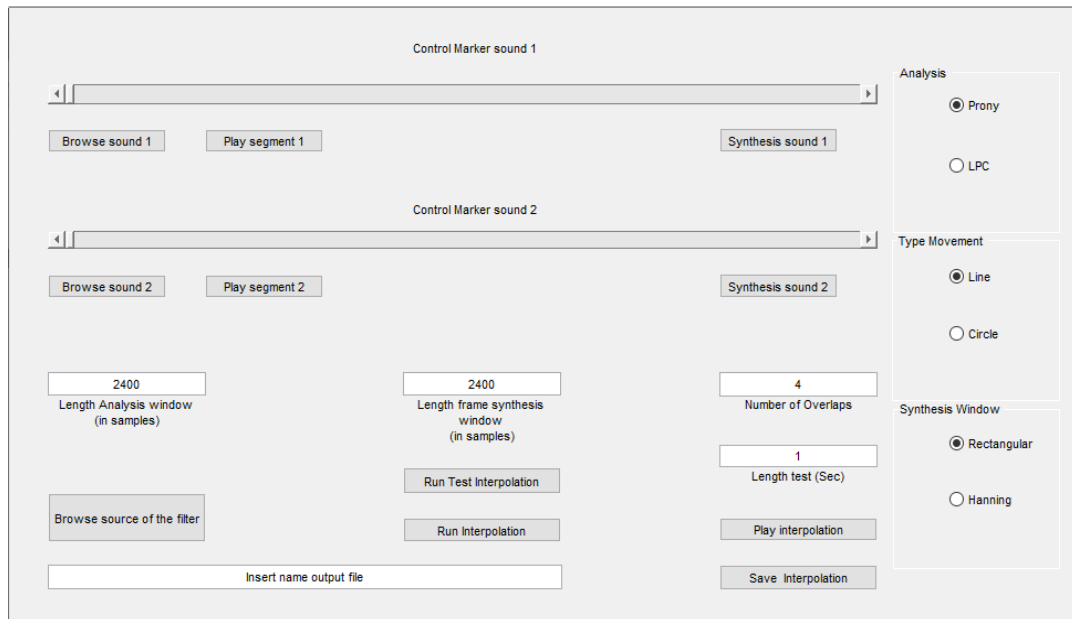 Control Marker sound 1
Browse sound 1
Play segment 1
Synthesis sound 1
Control Marker sound 2
Browse sound 2
Play segment 2
Synthesis sound 2
2400
Length Analysis window
(in samples)
2400
Length frame synthesis
window
(in samples)
4
Number of Overlaps
1
Length test (Sec)
Run Test Interpolation
Browse source of the filter
Run Interpolation
Play interpolation
Insert name output file
Save Interpolation
Analysis
Prony
LPC
Type Movement
Line
Circle
Synthesis Window
Rectangular
Hanning